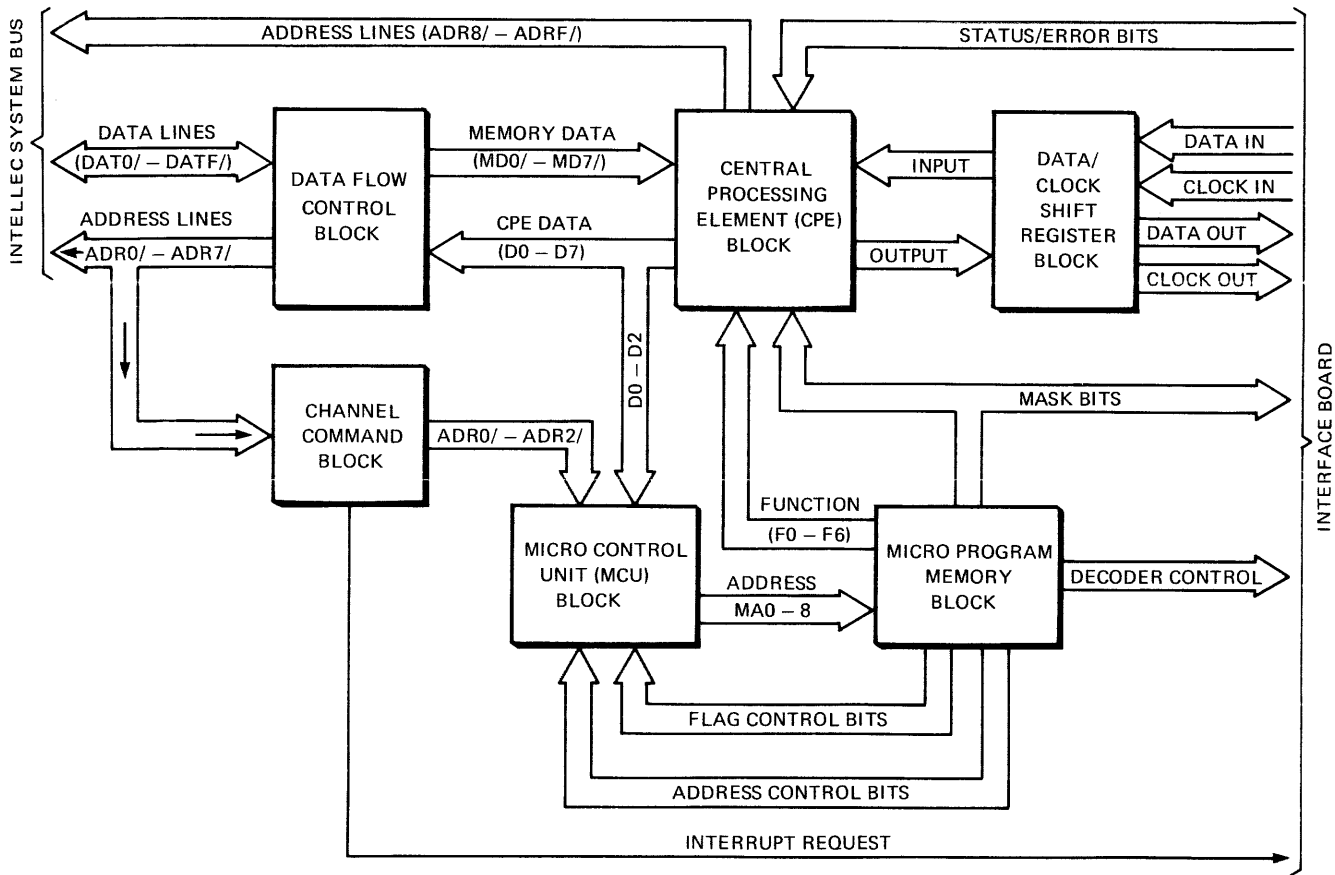 INTELLEC SYSTEM BUS
ADDRESS LINES (ADR8/ – ADRF/)
STATUS/ERROR BITS
DATA LINES
(DAT0/ – DATF/)
ADDRESS LINES
ADR0/ – ADR7/
DATA FLOW
CONTROL
BLOCK
MEMORY DATA
(MD0/ – MD7/)
CPE DATA
(D0 – D7)
CENTRAL
PROCESSING
ELEMENT (CPE)
BLOCK
INPUT
OUTPUT
DATA/
CLOCK
SHIFT
REGISTER
BLOCK
DATA IN
CLOCK IN
DATA OUT
CLOCK OUT
D0 – D2
CHANNEL
COMMAND
BLOCK
ADR0/ – ADR2/
MASK BITS
INTERFACE BOARD
MICRO CONTROL
UNIT (MCU)
BLOCK
FUNCTION
(F0 – F6)
ADDRESS
MA0 – 8
MICRO PROGRAM
MEMORY
BLOCK
DECODER CONTROL
FLAG CONTROL BITS
ADDRESS CONTROL BITS
INTERRUPT REQUEST